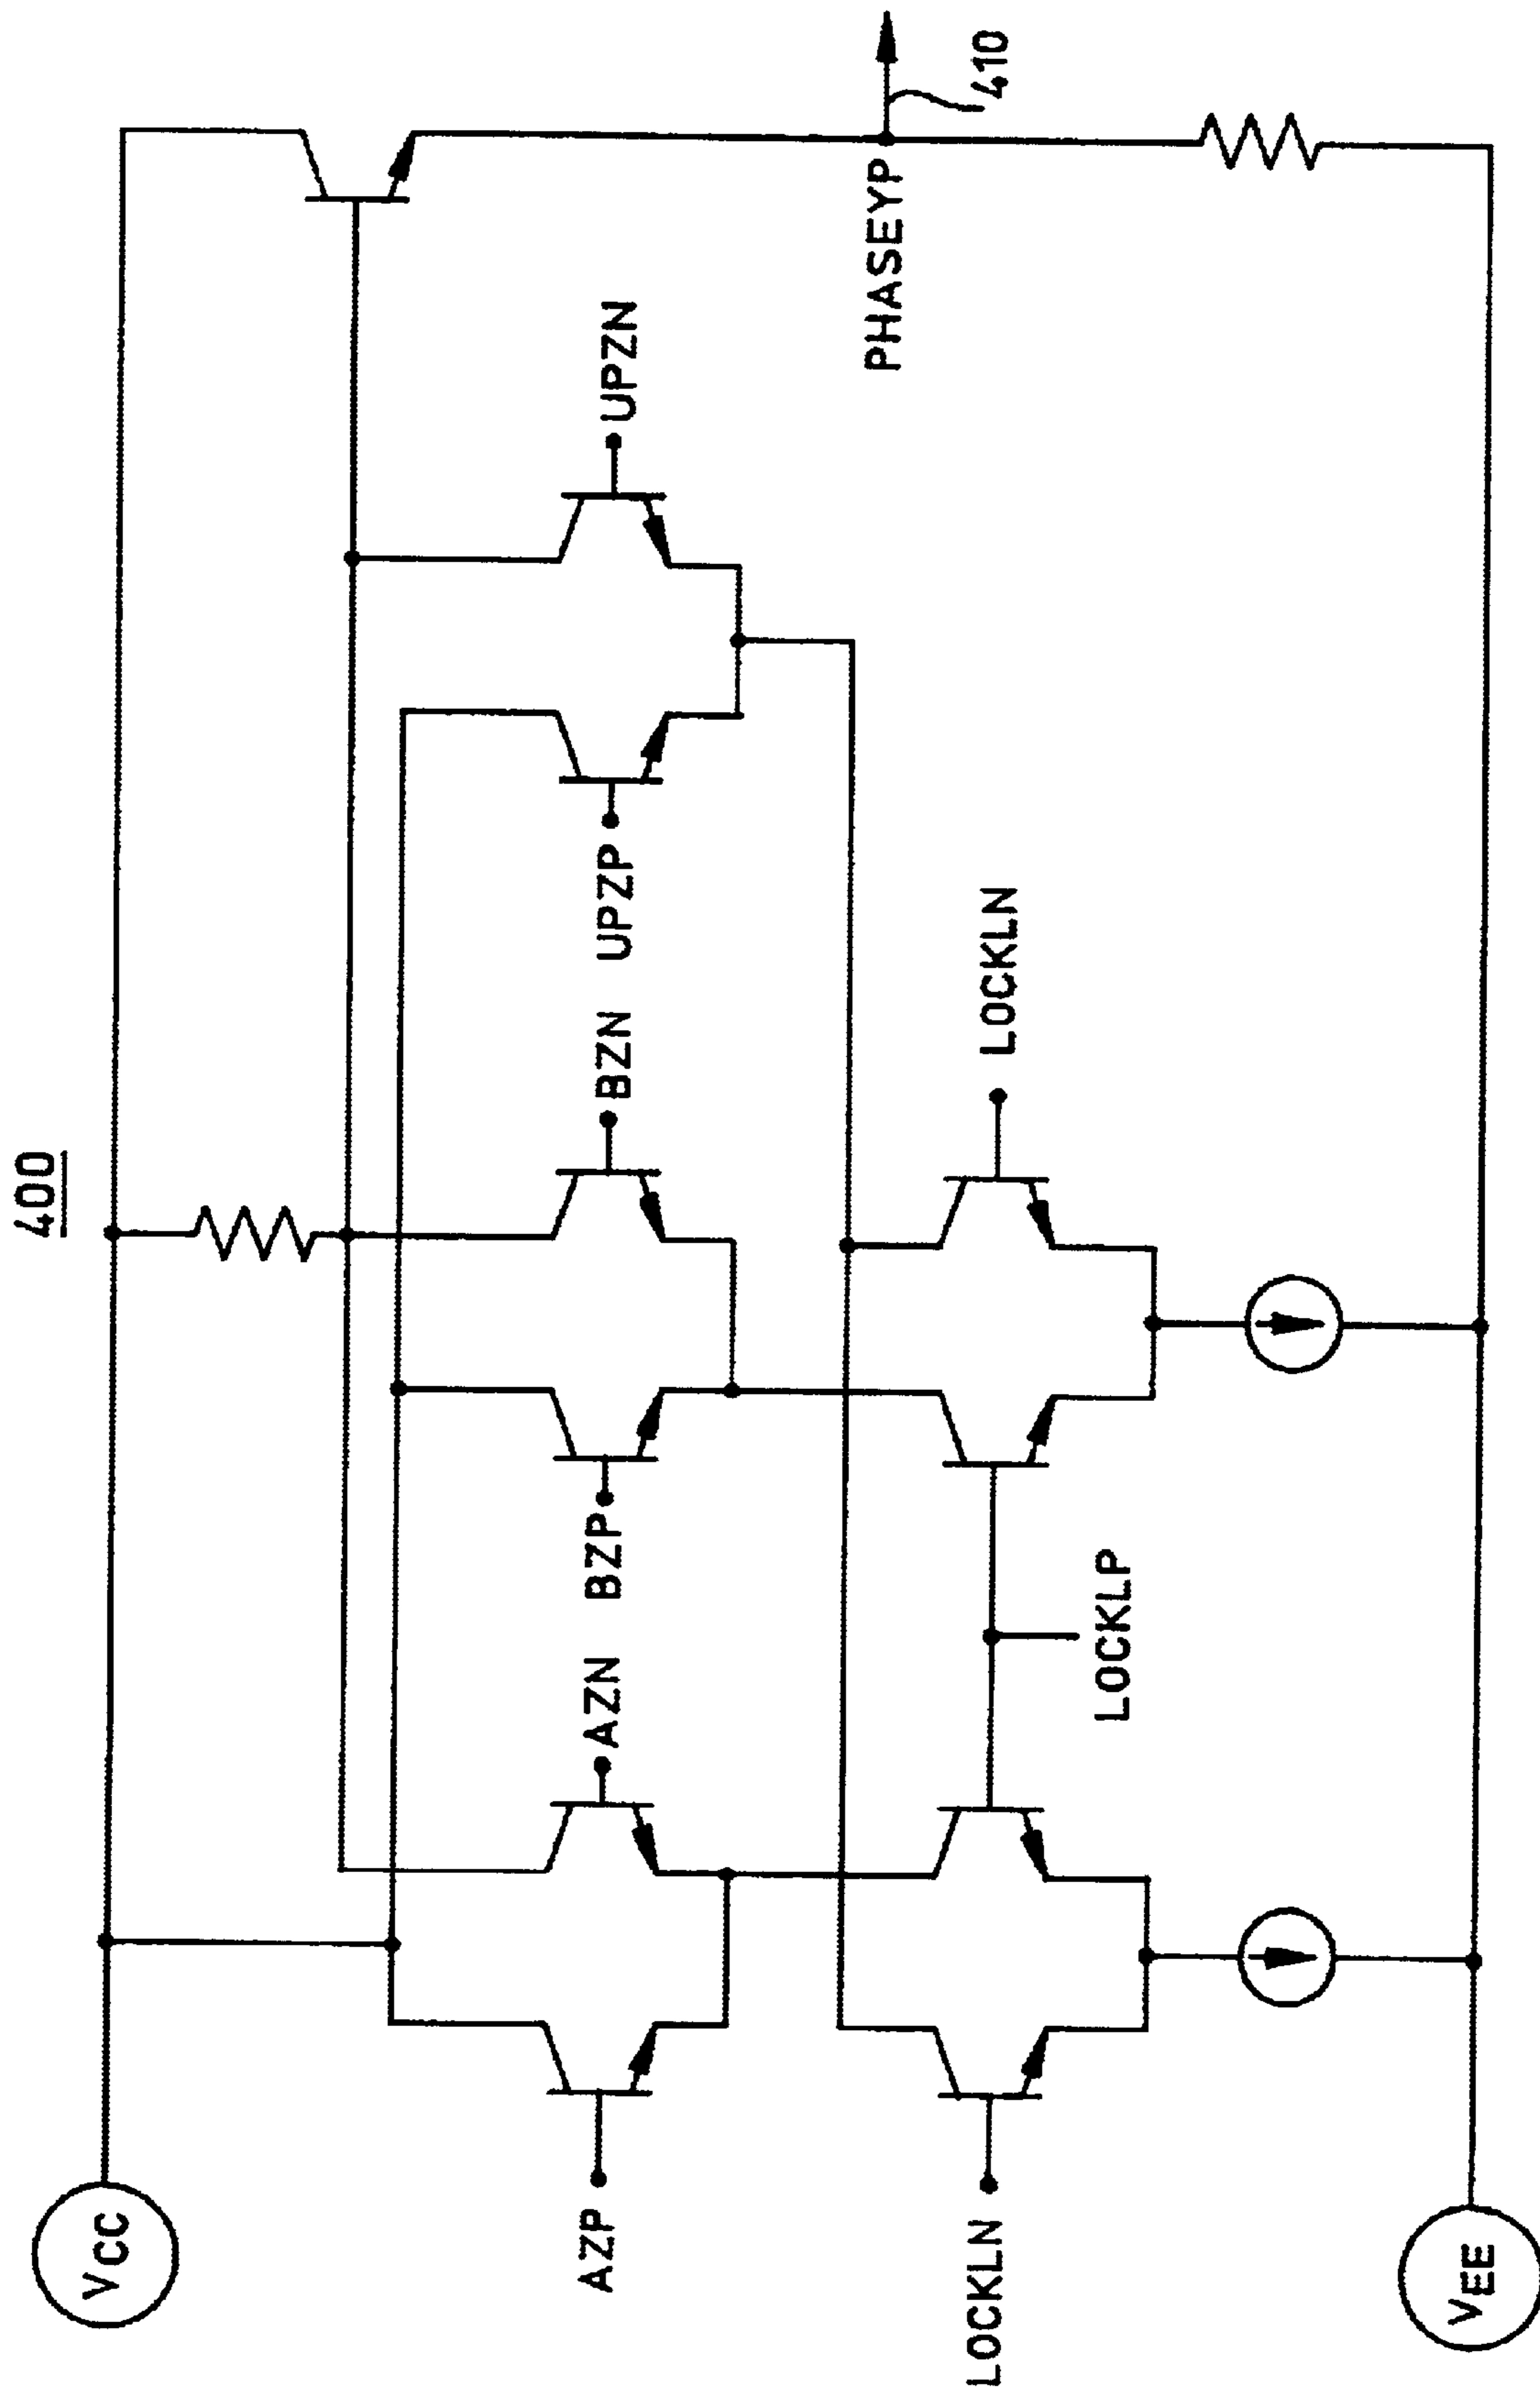 400
VCC
AZP
AZN
BZP
BZN
UPZP
UPZN
PHASEYP
410
LOCKLN
LOCKLP
LOCKLN
VEE